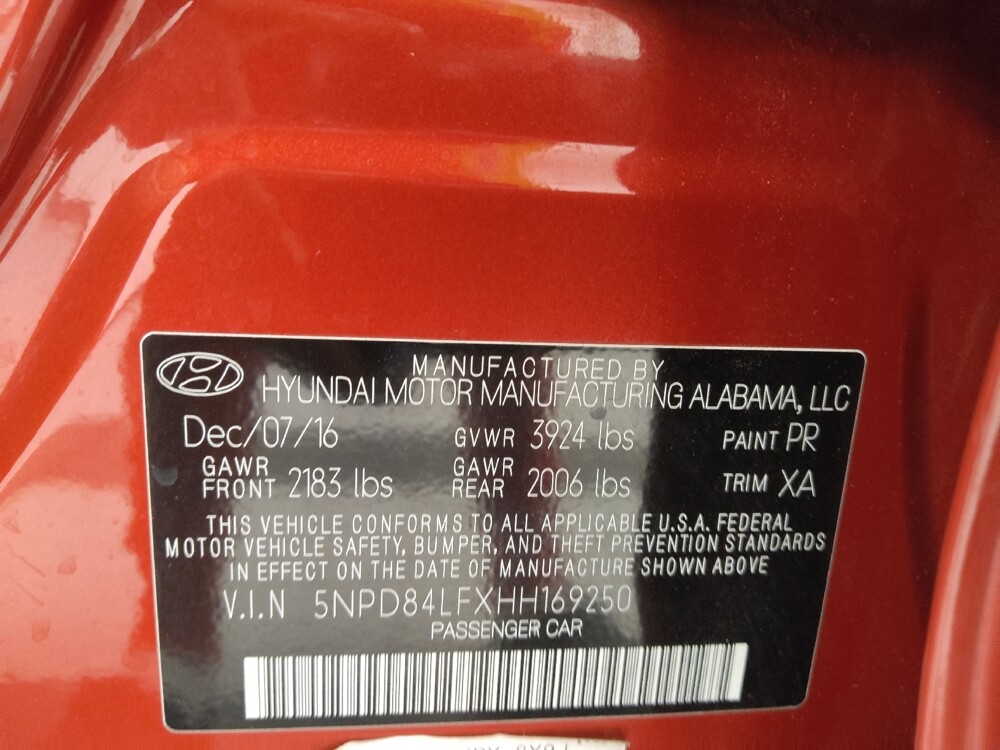 MANUFACTURED BY
HYUNDAI MOTOR MANUFACTURING ALABAMA, LLC
Dec/07/16 GVWR 3924 lbs PAINT PR
GAWR FRONT 2183 lbs GAWR REAR 2006 lbs TRIM XA
THIS VEHICLE CONFORMS TO ALL APPLICABLE U.S.A. FEDERAL
MOTOR VEHICLE SAFETY, BUMPER, AND THEFT PREVENTION STANDARDS
IN EFFECT ON THE DATE OF MANUFACTURE SHOWN ABOVE
V.I.N 5NPD84LFXHH169250
PASSENGER CAR